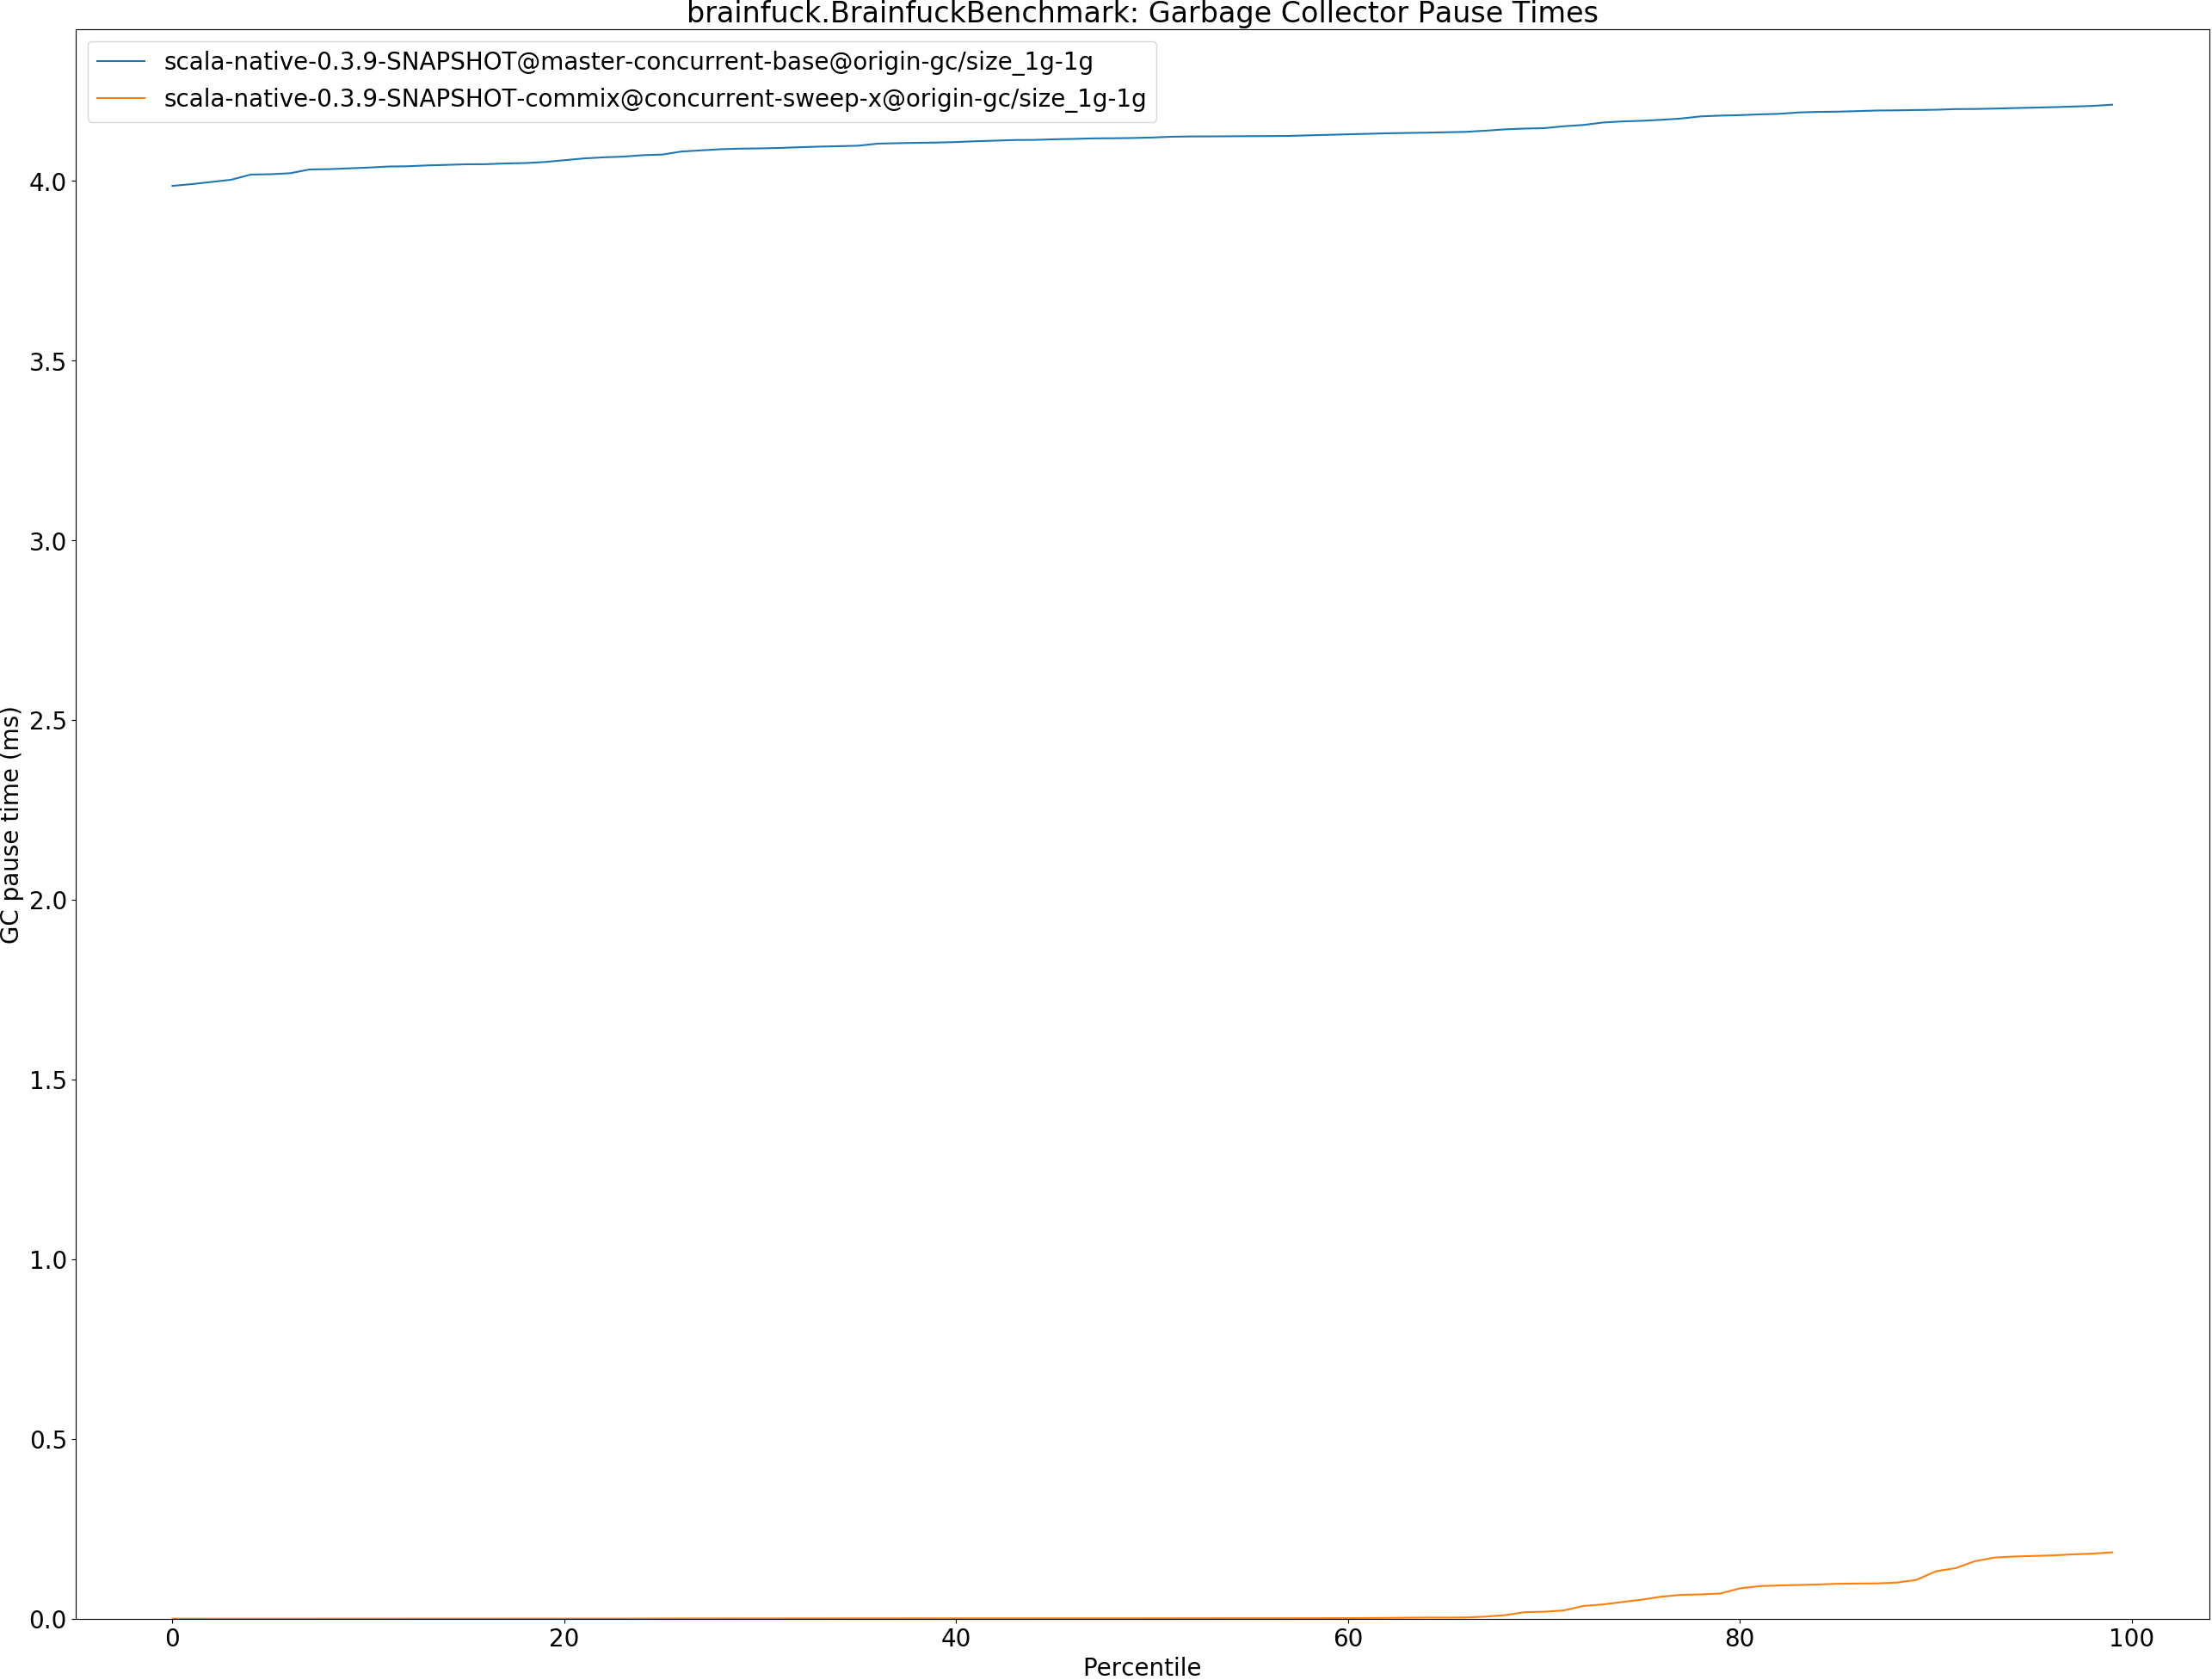 brainfuck.BrainfuckBenchmark: Garbage Collector Pause Times
scala-native-0.3.9-SNAPSHOT@master-concurrent-base@origin-gc/size_1g-1g
scala-native-0.3.9-SNAPSHOT-commix@concurrent-sweep-x@origin-gc/size_1g-1g
GC pause time (ms)
4.0
3.5
3.0
2.5
2.0
1.5
1.0
0.5
0.0
0 20 40 60 80 100
Percentile